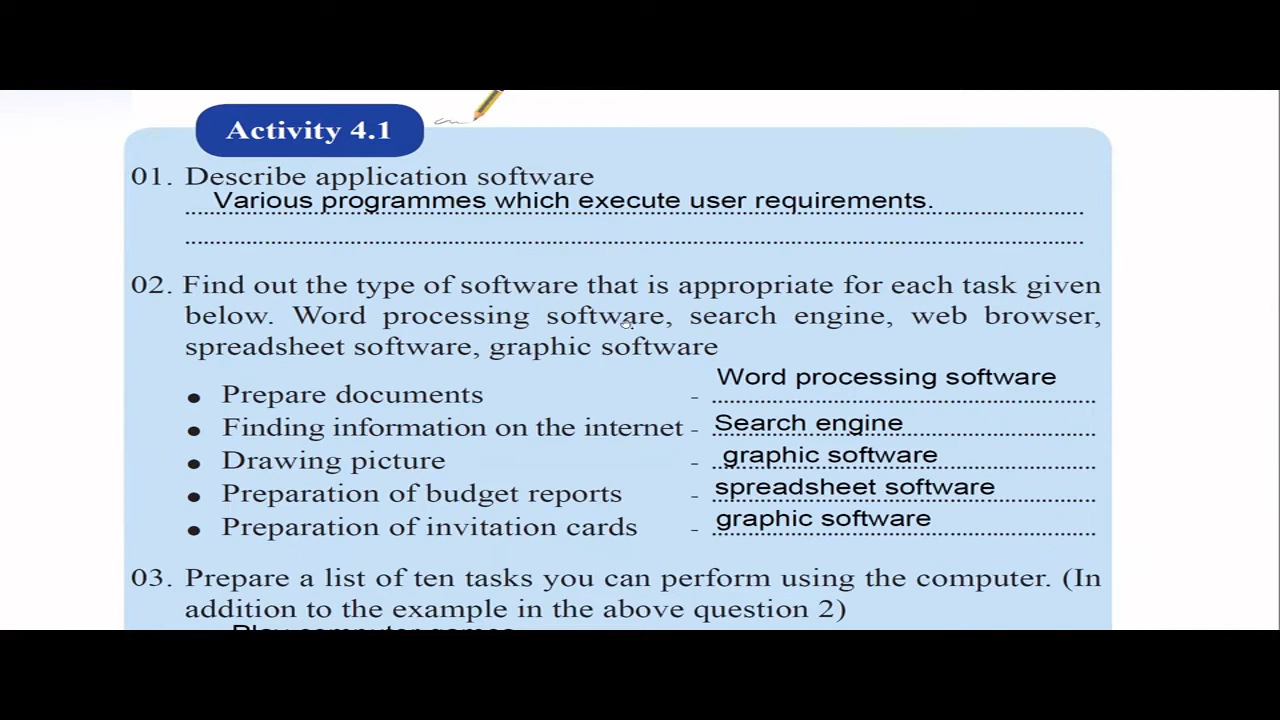 Activity 4.1
01. Describe application software
Various programmes which execute user requirements.
02. Find out the type of software that is appropriate for each task given
below. Word processing software, search engine, web browser,
spreadsheet software, graphic software
• Prepare documents - Word processing software
• Finding information on the internet - Search engine
• Drawing picture - graphic software
• Preparation of budget reports - spreadsheet software
• Preparation of invitation cards - graphic software
03. Prepare a list of ten tasks you can perform using the computer. (In
addition to the example in the above question 2)
Play computer games